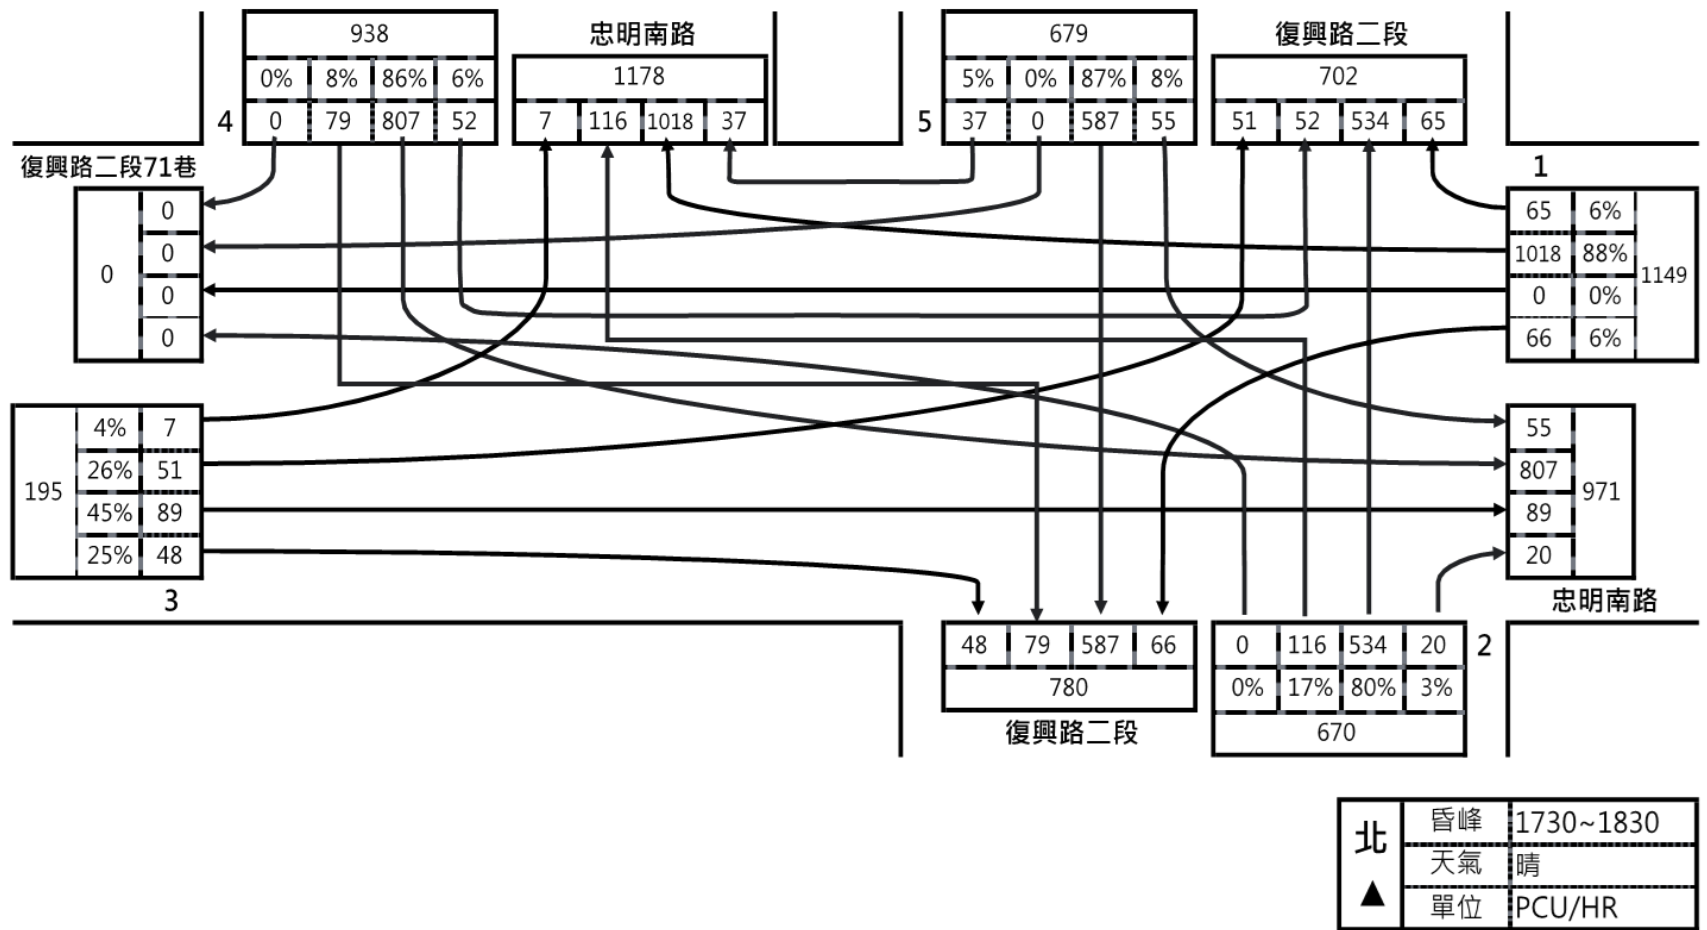 938
忠明南路
679
復興路二段
0% 8% 86% 6%
1178
5% 0% 87% 8%
702
4
0 79 807 52
7 116 1018 37
5
37 0 587 55
51 52 534 65
復興路二段71巷
1
0
0
0
0
0
65 6%
1018 88%
1149
0 0%
66 6%
195
4% 7
26% 51
45% 89
25% 48
3
55
807
971
89
20
忠明南路
48 79 587 66
780
復興路二段
0 116 534 20
2
0% 17% 80% 3%
670
北
▲
昏峰 1730~1830
天氣 晴
單位 PCU/HR